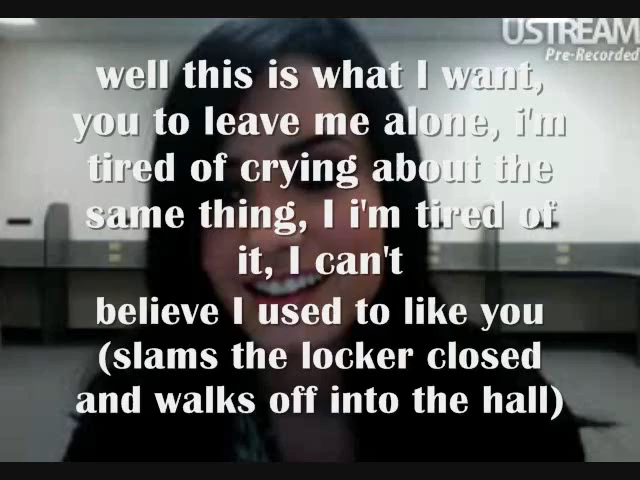 USTREAM
Pre-Recorded
well this is what I want,
you to leave me alone, i'm
tired of crying about the
same thing, I i'm tired of
it, I can't
believe I used to like you
(slams the locker closed
and walks off into the hall)